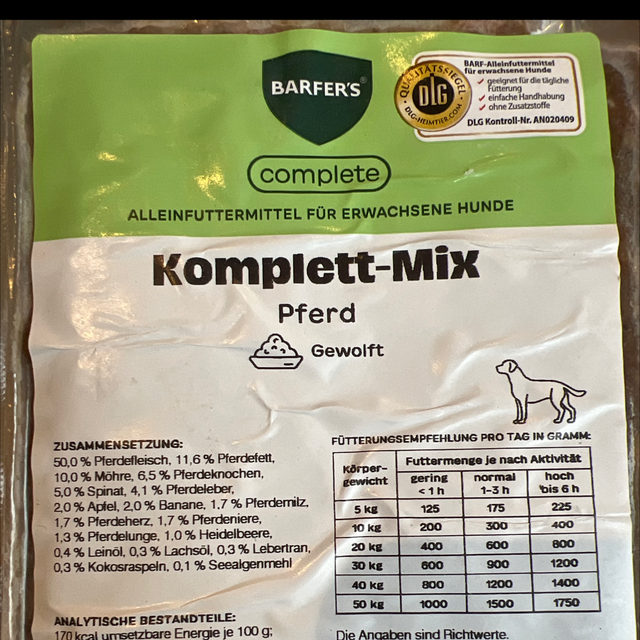 BARFER'S®
QUALITÄTSSIEGEL
DLG
DLG-HEIMTIER.COM
BARF-Alleinfuttermittel
für erwachsene Hunde
geeignet für die tägliche
Fütterung
einfache Handhabung
ohne Zusatzstoffe
DLG Kontroll-Nr. AN020409
complete
ALLEINFUTTERMITTEL FÜR ERWACHSENE HUNDE
Komplett-Mix
Pferd
Gewolft
ZUSAMMENSETZUNG:
50,0 % Pferdefleisch, 11,6 % Pferdefett,
10,0 % Möhre, 6,5 % Pferdeknochen,
5,0 % Spinat, 4,1 % Pferdeleber,
2,0 % Apfel, 2,0 % Banane, 1,7 % Pferdemilz,
1,7 % Pferdeherz, 1,7 % Pferdeniere,
1,3 % Pferdelunge, 1,0 % Heidelbeere,
0,4 % Leinöl, 0,3 % Lachsöl, 0,3 % Lebertran,
0,3 % Kokosraspeln, 0,1 % Seealgenmehl
ANALYTISCHE BESTANDTEILE:
170 kcal umsetzbare Energie je 100 g;
FÜTTERUNGSEMPFEHLUNG PRO TAG IN GRAMM:
Körper-
gewicht
Futtermenge je nach Aktivität
gering normal hoch
< 1 h 1-3 h bis 6 h
5 kg 125 175 225
10 kg 200 300 400
20 kg 400 600 800
30 kg 600 900 1200
40 kg 800 1200 1400
50 kg 1000 1500 1750
Die Angaben sind Richtwerte.